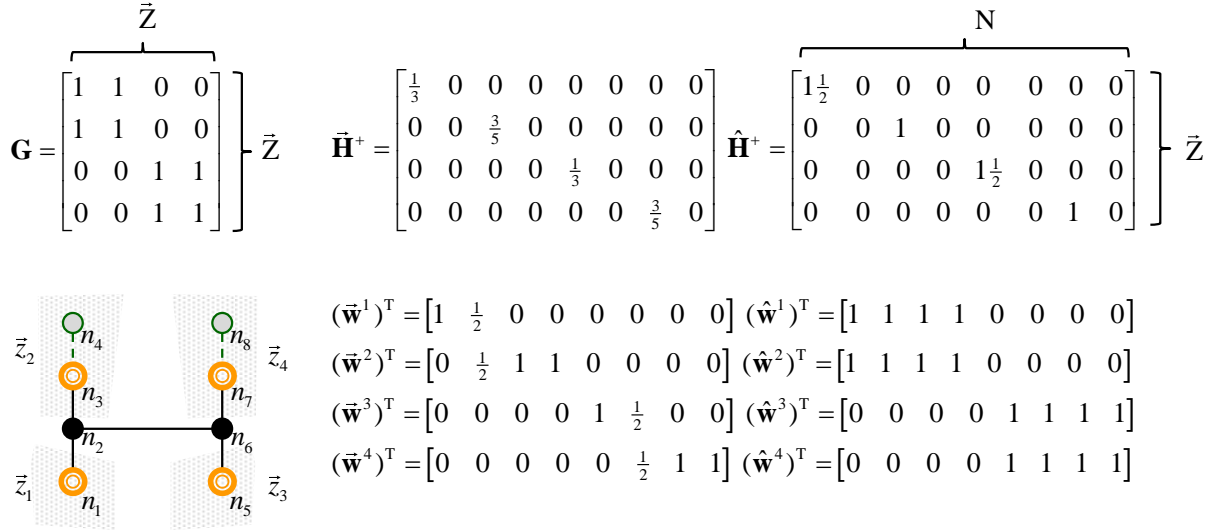 Z⃗
N
G = [1 1 0 0; 1 1 0 0; 0 0 1 1; 0 0 1 1] Z⃗
H⃗⁺ = [⅓ 0 0 0 0 0 0 0; 0 0 ⅗ 0 0 0 0 0; 0 0 0 0 ⅓ 0 0 0; 0 0 0 0 0 0 ⅗ 0]
Ĥ⁺ = [1½ 0 0 0 0 0 0 0; 0 0 1 0 0 0 0 0; 0 0 0 0 1½ 0 0 0; 0 0 0 0 0 0 1 0] Z⃗
n₄
n₈
z⃗₂
z⃗₄
n₃
n₇
n₂
n₆
z⃗₁
z⃗₃
n₁
n₅
(w⃗¹)ᵀ = [1 ½ 0 0 0 0 0 0] (ŵ¹)ᵀ = [1 1 1 1 0 0 0 0]
(w⃗²)ᵀ = [0 ½ 1 1 0 0 0 0] (ŵ²)ᵀ = [1 1 1 1 0 0 0 0]
(w⃗³)ᵀ = [0 0 0 0 1 ½ 0 0] (ŵ³)ᵀ = [0 0 0 0 1 1 1 1]
(w⃗⁴)ᵀ = [0 0 0 0 0 ½ 1 1] (ŵ⁴)ᵀ = [0 0 0 0 1 1 1 1]